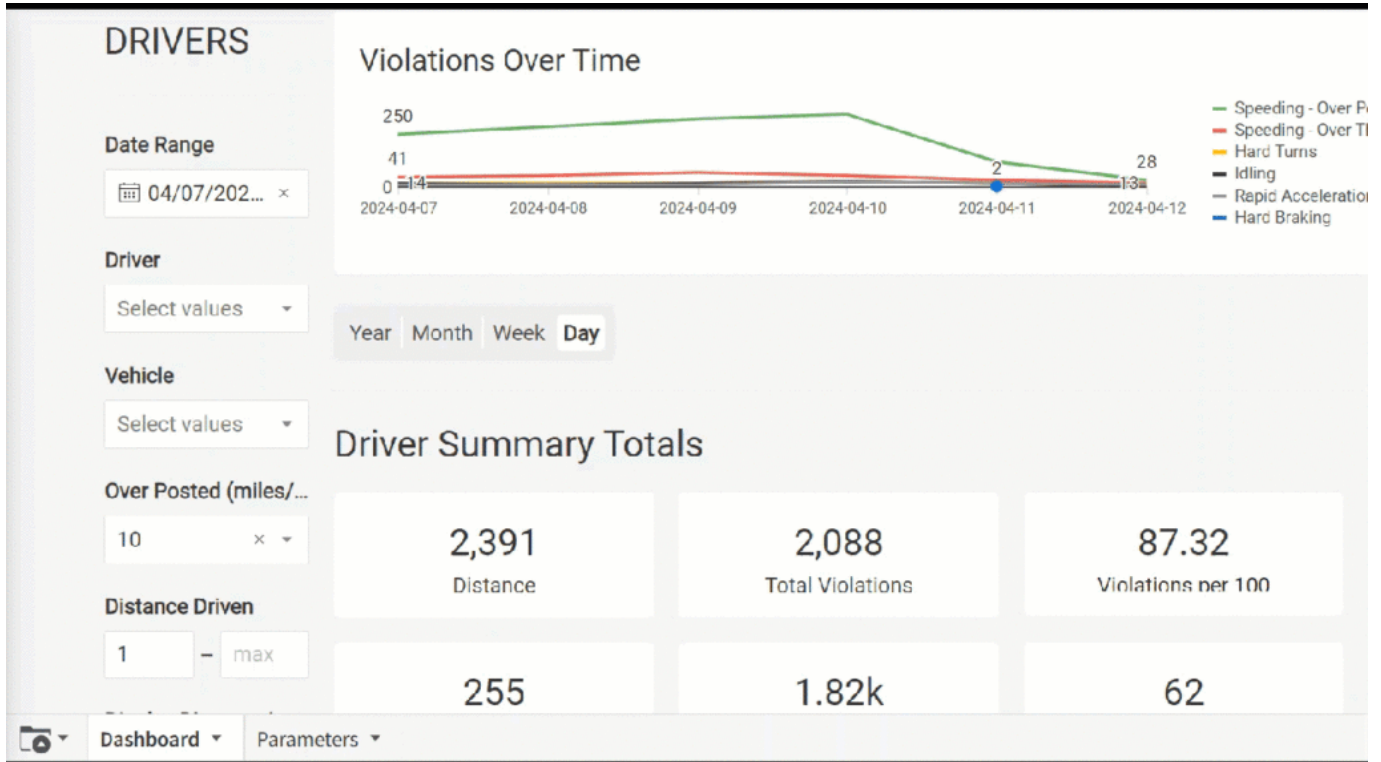 DRIVERS
Date Range
04/07/202... ×
Driver
Select values
Vehicle
Select values
Over Posted (miles/...
10 ×
Distance Driven
1 – max
Violations Over Time
250
41
14
0
2
28
13
2024-04-07 2024-04-08 2024-04-09 2024-04-10 2024-04-11 2024-04-12
Speeding - Over P
Speeding - Over T
Hard Turns
Idling
Rapid Acceleration
Hard Braking
Year Month Week Day
Driver Summary Totals
2,391
Distance
2,088
Total Violations
87.32
Violations per 100
255
1.82k
62
Dashboard Parameters